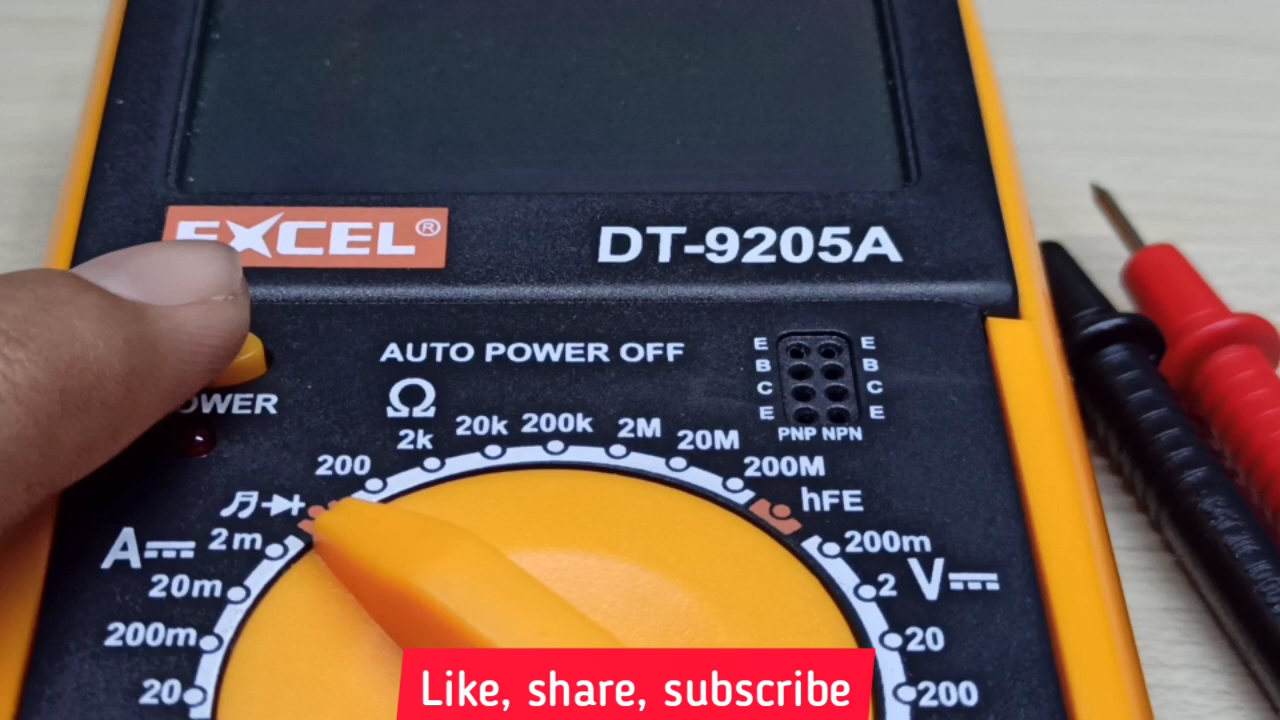 EXCEL®
DT-9205A
AUTO POWER OFF
E E
B B
C C
E E
PNP NPN
POWER
Ω
200
2k
20k
200k
2M
20M
200M
hFE
A
2m
20m
200m
20
200m
V
2
20
200
Like, share, subscribe